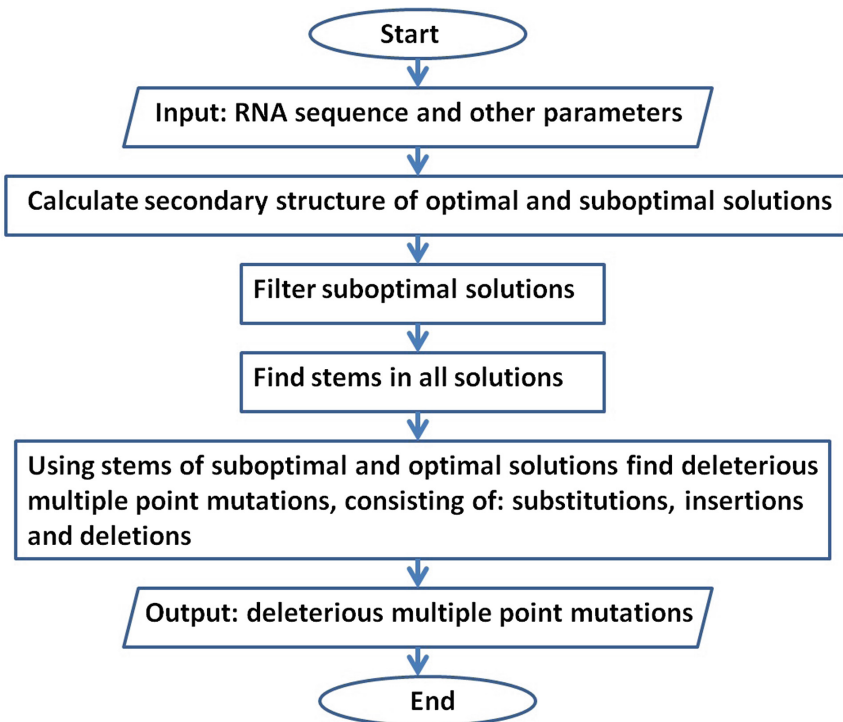 Start
Input: RNA sequence and other parameters
Calculate secondary structure of optimal and suboptimal solutions
Filter suboptimal solutions
Find stems in all solutions
Using stems of suboptimal and optimal solutions find deleterious
multiple point mutations, consisting of: substitutions, insertions
and deletions
Output: deleterious multiple point mutations
End